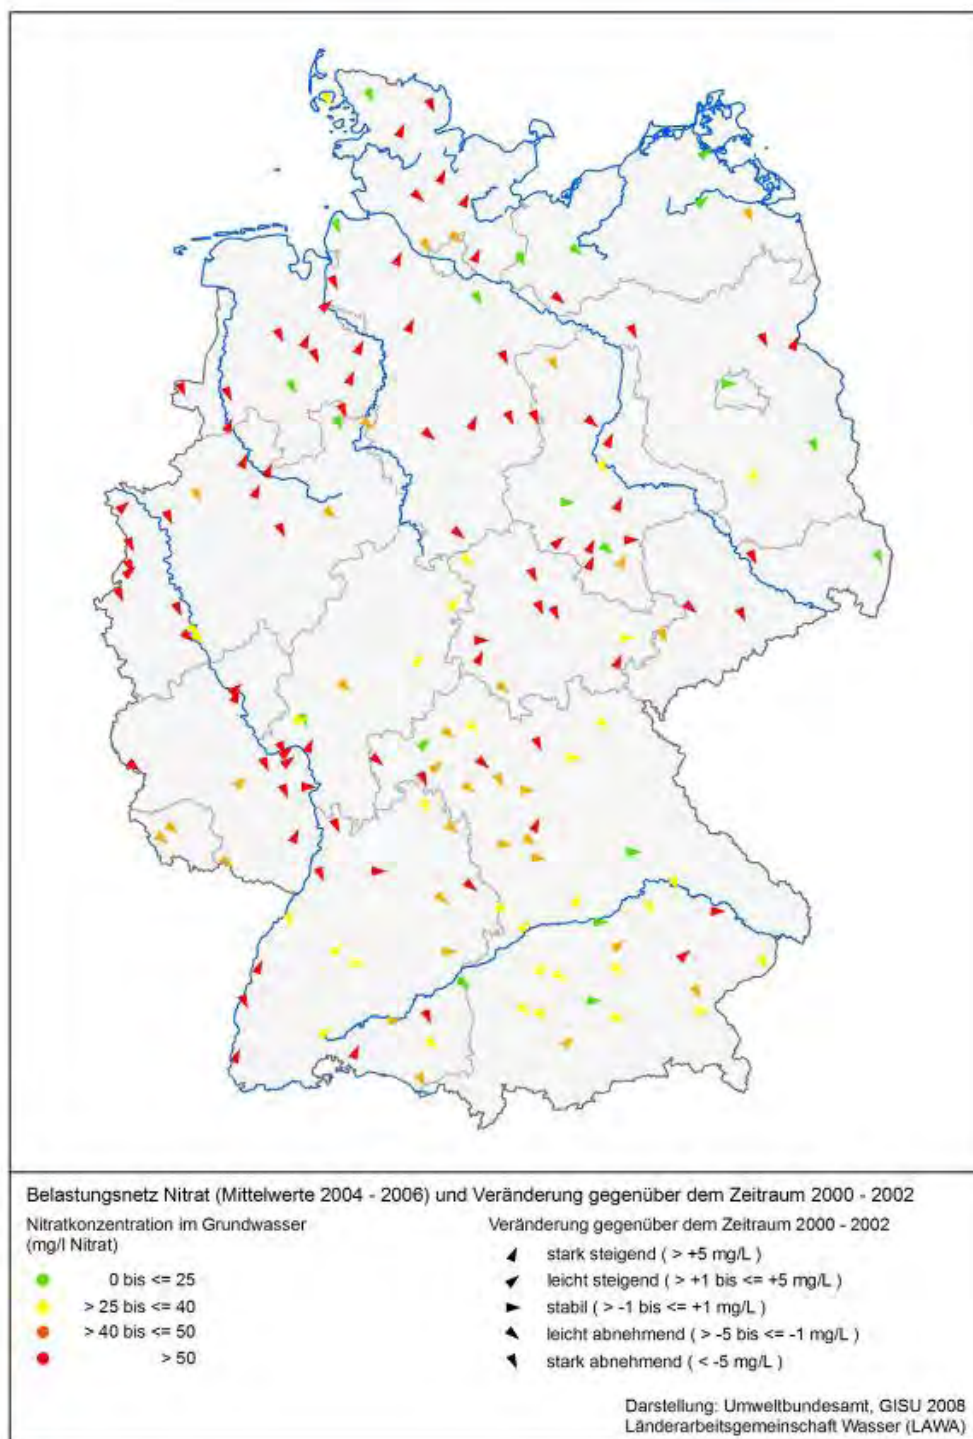 Belastungsnetz Nitrat (Mittelwerte 2004 - 2006) und Veränderung gegenüber dem Zeitraum 2000 - 2002
Nitratkonzentration im Grundwasser
(mg/l Nitrat)
0 bis <= 25
> 25 bis <= 40
> 40 bis <= 50
> 50
Veränderung gegenüber dem Zeitraum 2000 - 2002
stark steigend ( > +5 mg/L )
leicht steigend ( > +1 bis <= +5 mg/L )
stabil ( > -1 bis <= +1 mg/L )
leicht abnehmend ( > -5 bis <= -1 mg/L )
stark abnehmend ( < -5 mg/L )
Darstellung: Umweltbundesamt, GISU 2008
Länderarbeitsgemeinschaft Wasser (LAWA)